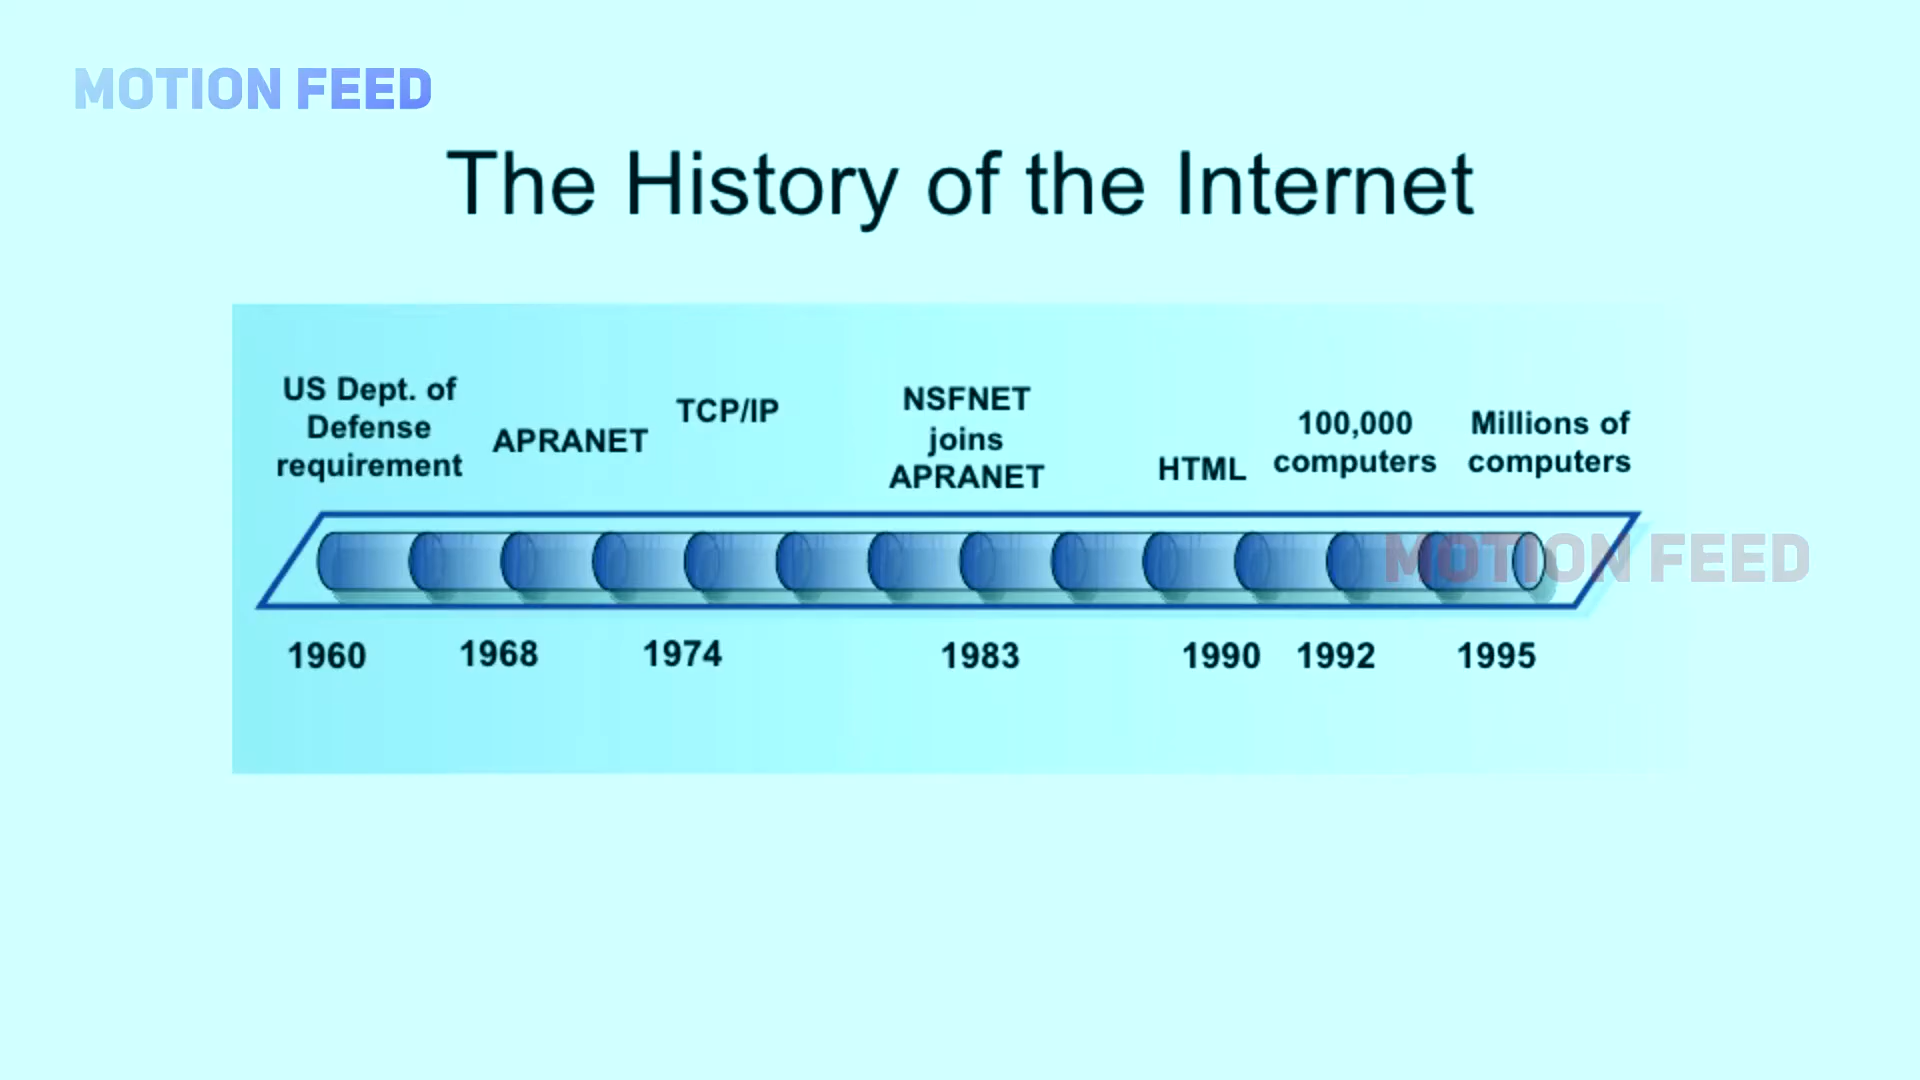 MOTION FEED
The History of the Internet
US Dept. of
Defense
requirement
APRANET
TCP/IP
NSFNET
joins
APRANET
HTML
100,000
computers
Millions of
computers
MOTION FEED
1960
1968
1974
1983
1990
1992
1995